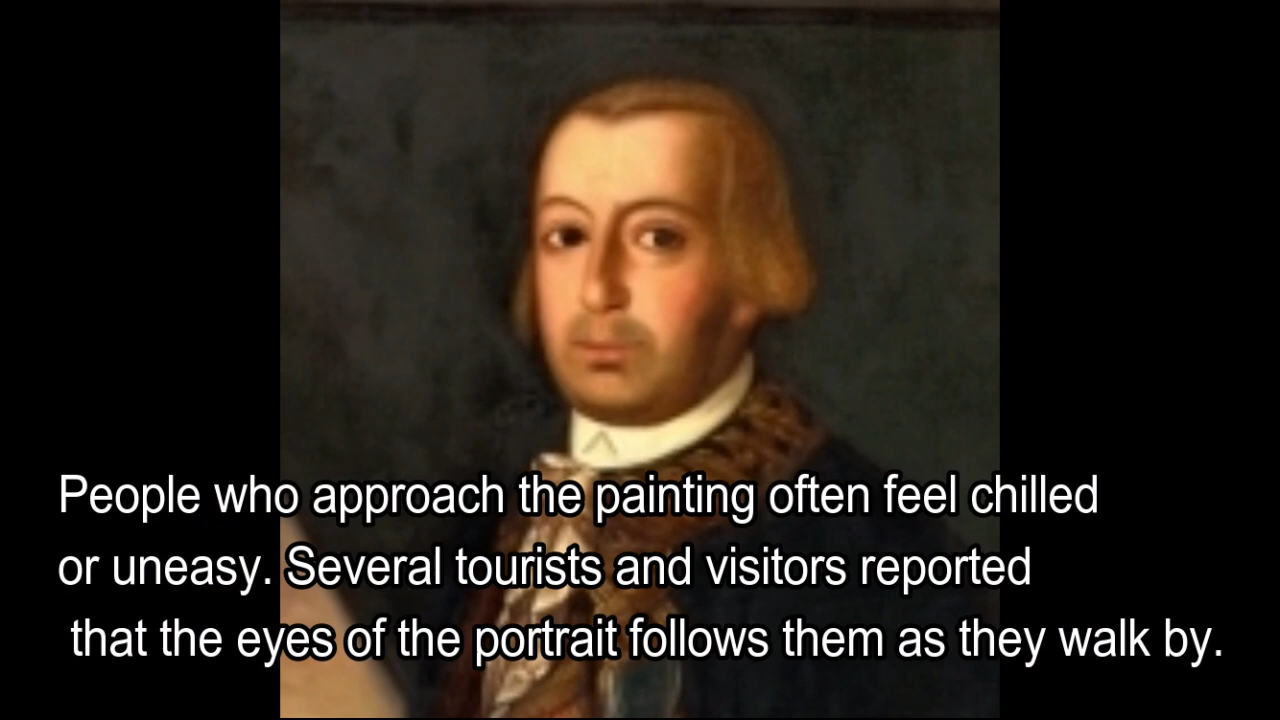 People who approach the painting often feel chilled
or uneasy. Several tourists and visitors reported
that the eyes of the portrait follows them as they walk by.